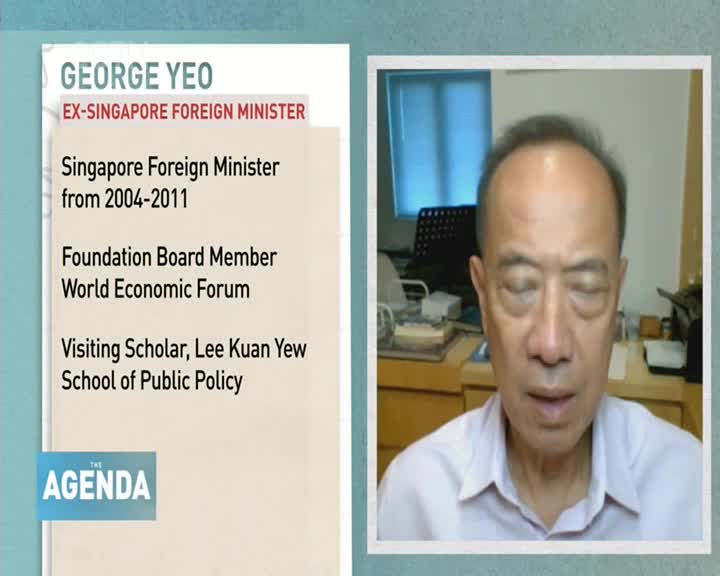 GEORGE YEO
EX-SINGAPORE FOREIGN MINISTER
Singapore Foreign Minister
from 2004-2011
Foundation Board Member
World Economic Forum
Visiting Scholar, Lee Kuan Yew
School of Public Policy
THE
AGENDA